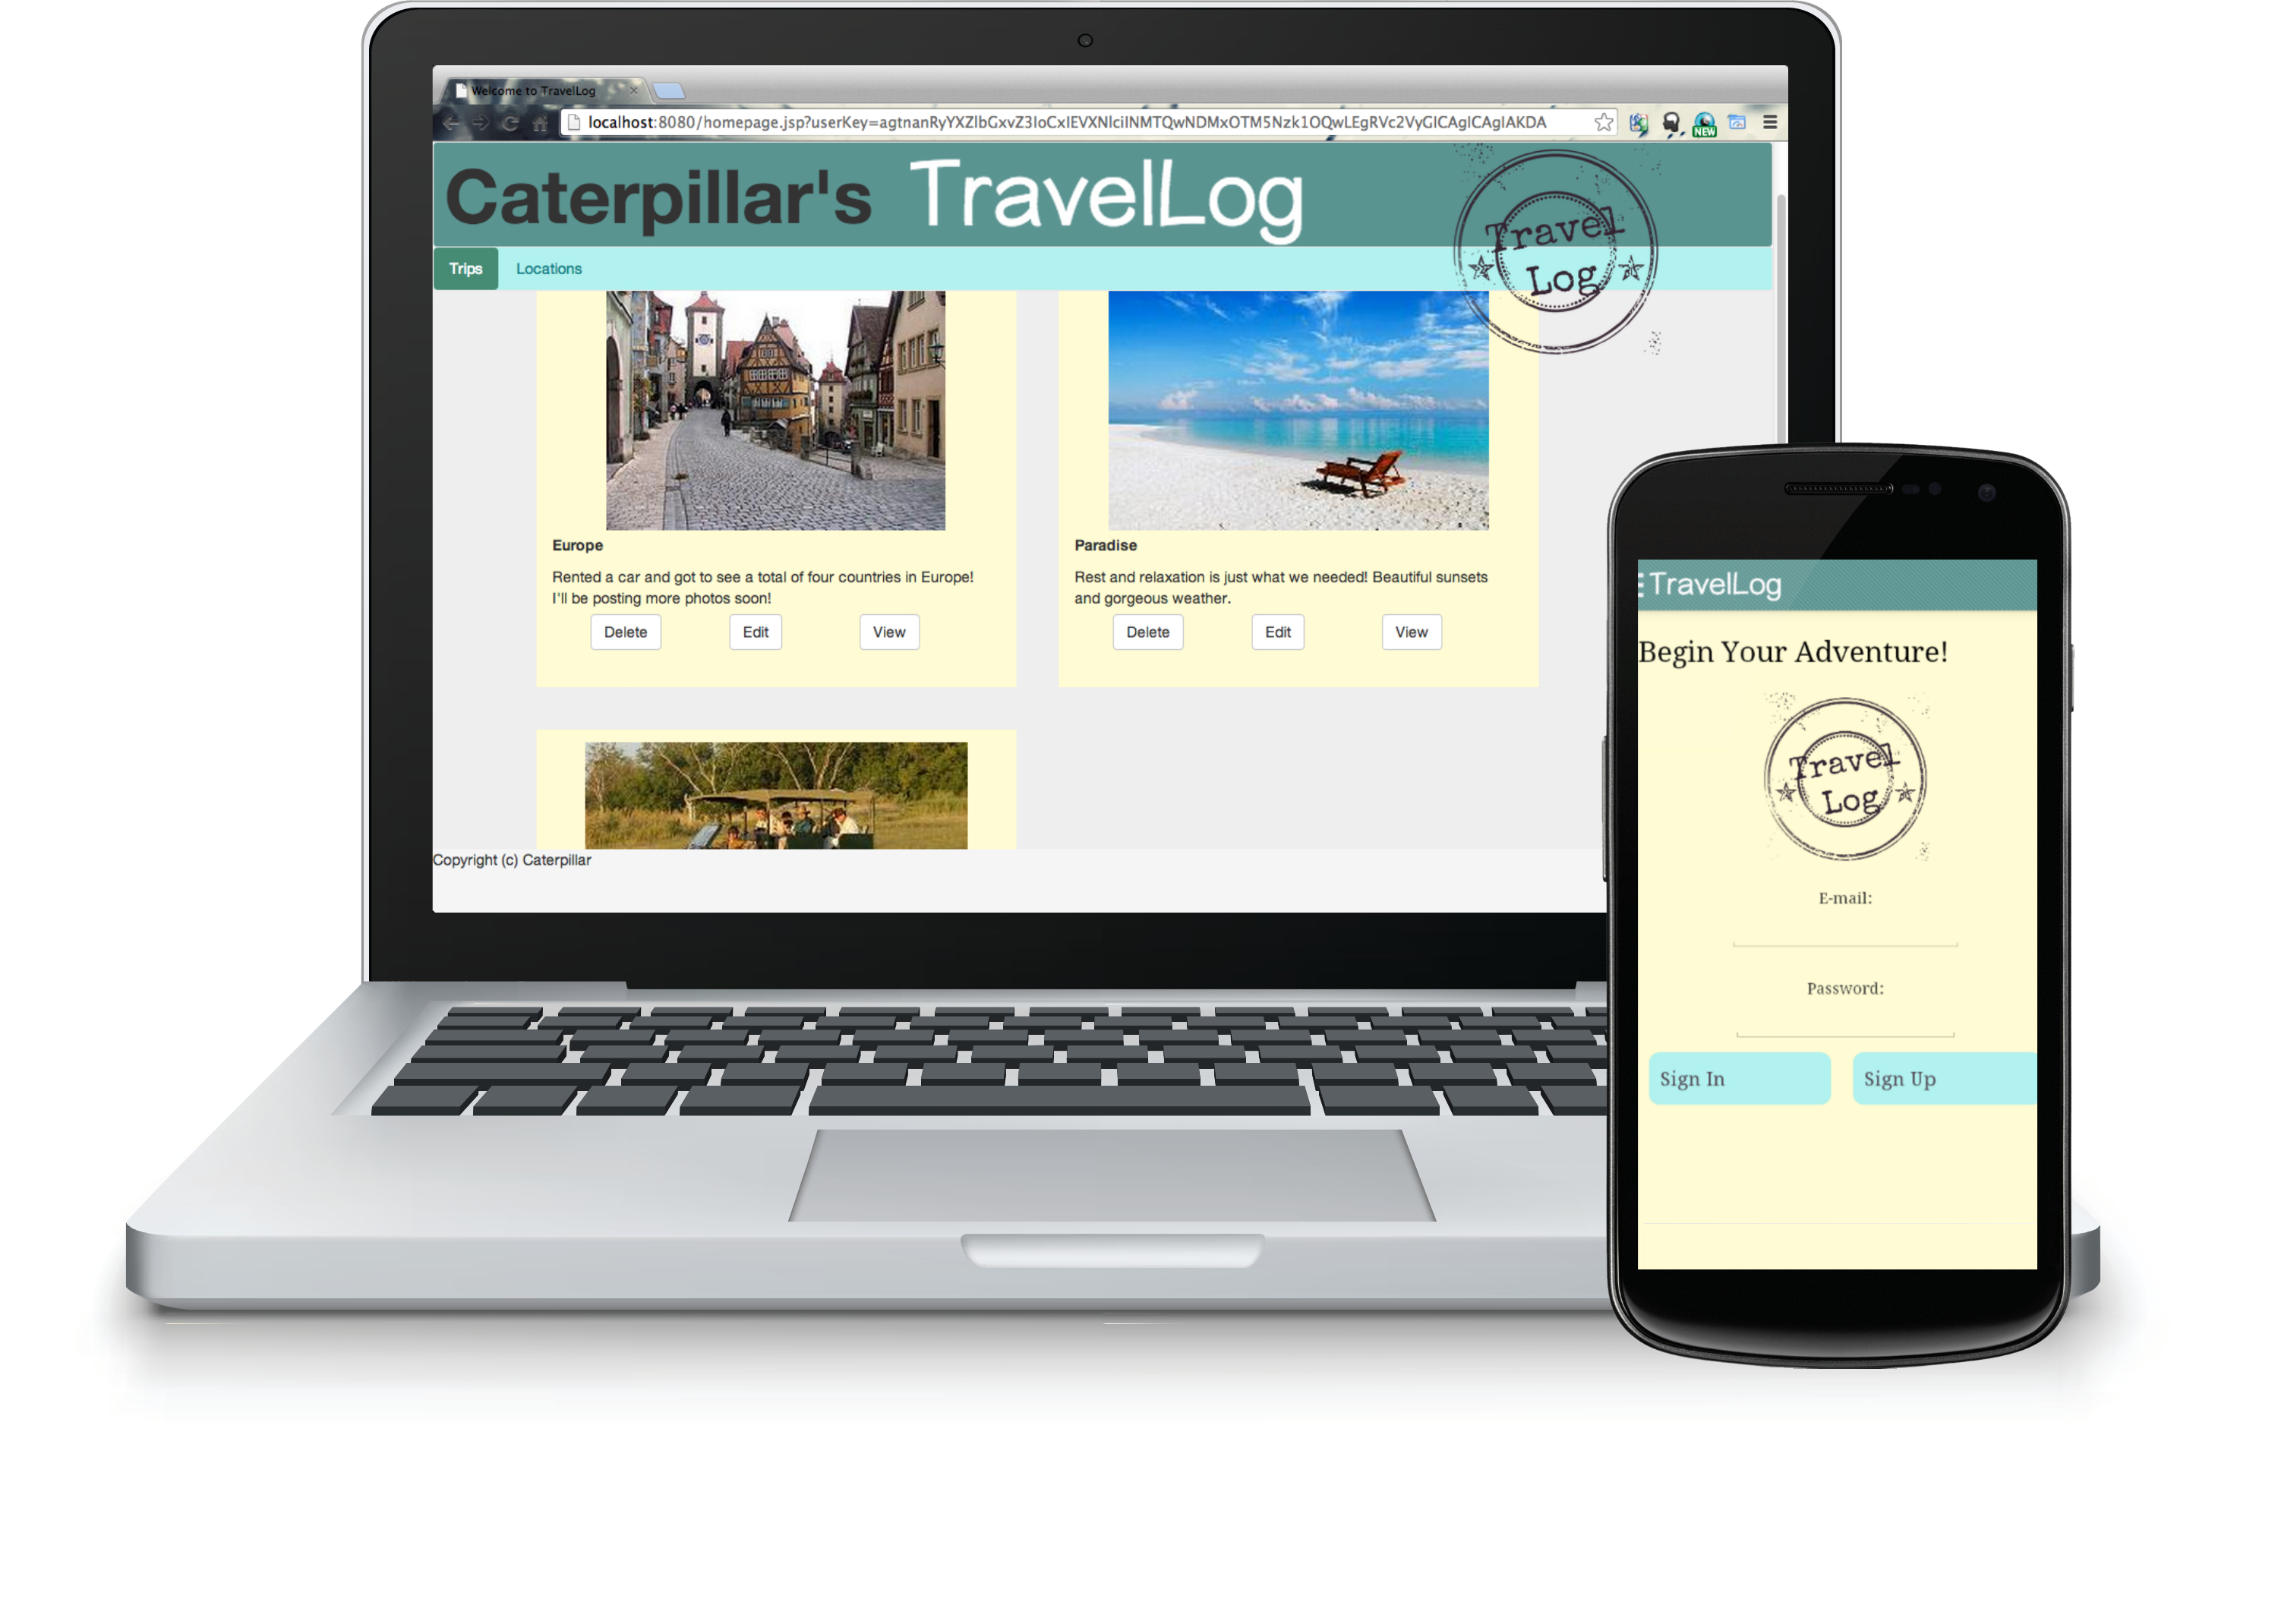 Welcome to TravelLog
localhost:8080/homepage.jsp?userKey=agtnanRyYXZlbGxvZ3IoCxIEVXNlciINMTQwNDMxOTM5Nzk1OQwLEgRVc2VyGICAgICAgIAKDA
NEW
Caterpillar's TravelLog
Travel
Log
Trips Locations
Europe
Rented a car and got to see a total of four countries in Europe!
I'll be posting more photos soon!
Delete Edit View
Paradise
Rest and relaxation is just what we needed! Beautiful sunsets
and gorgeous weather.
Delete Edit View
Copyright (c) Caterpillar
TravelLog
Begin Your Adventure!
Travel
Log
E-mail:
Password:
Sign In Sign Up